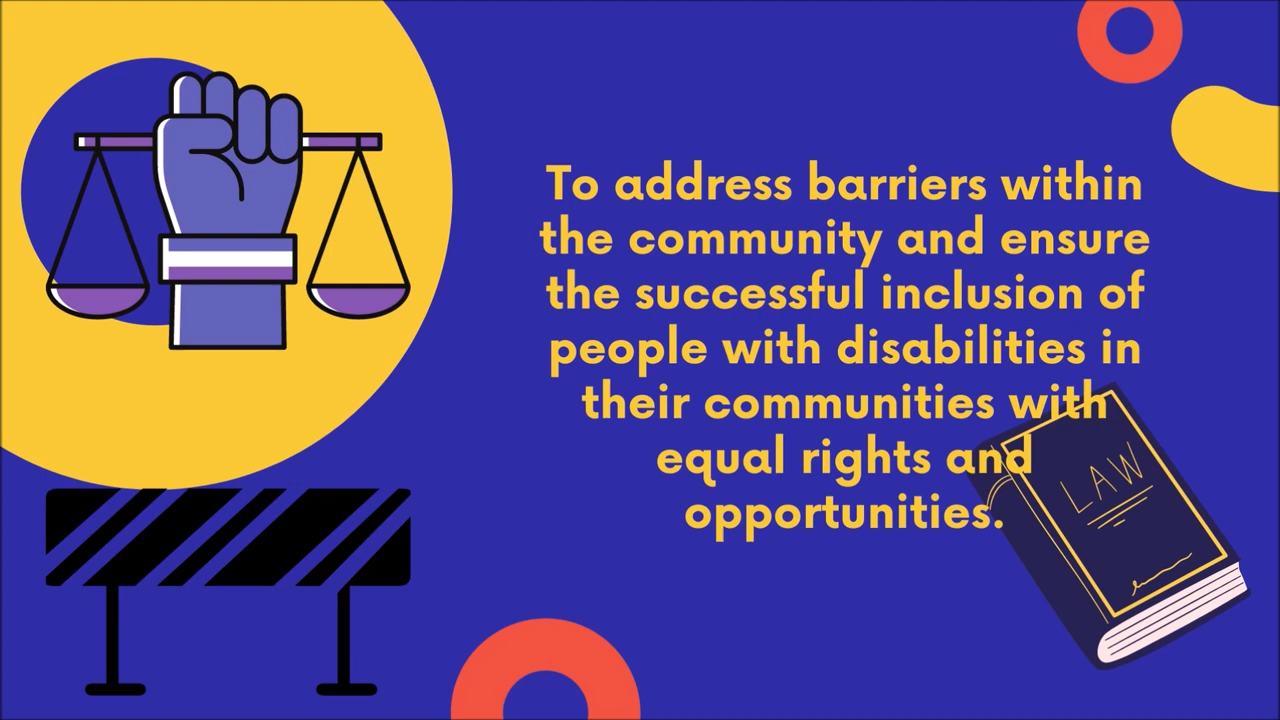 To address barriers within
the community and ensure
the successful inclusion of
people with disabilities in
their communities with
equal rights and
opportunities.
LAW